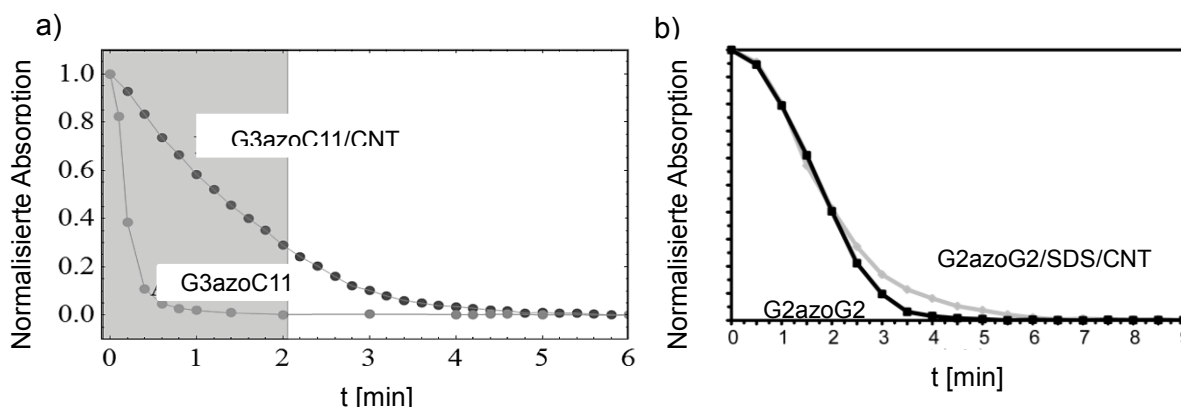 a)
Normalisierte Absorption
1.0
0.8
0.6
0.4
0.2
0.0
G3azoC11/CNT
G3azoC11
0 1 2 3 4 5 6
t [min]
b)
Normalisierte Absorption
G2azoG2/SDS/CNT
G2azoG2
0 1 2 3 4 5 6 7 8 9
t [min]